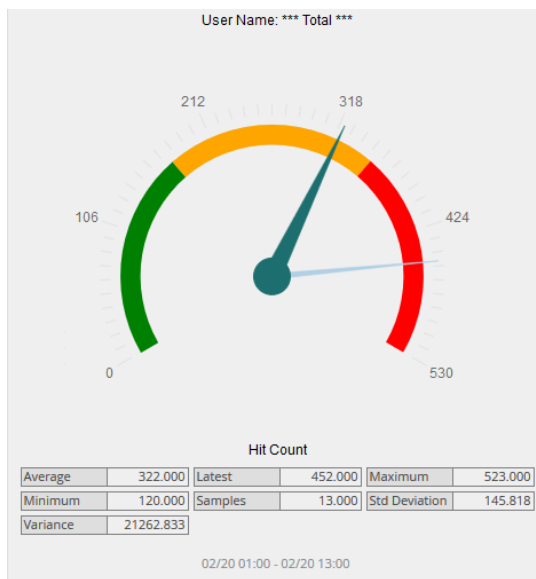 User Name: *** Total ***
212
318
106
424
0
530
Hit Count
Average 322.000 Latest 452.000 Maximum 523.000
Minimum 120.000 Samples 13.000 Std Deviation 145.818
Variance 21262.833
02/20 01:00 - 02/20 13:00